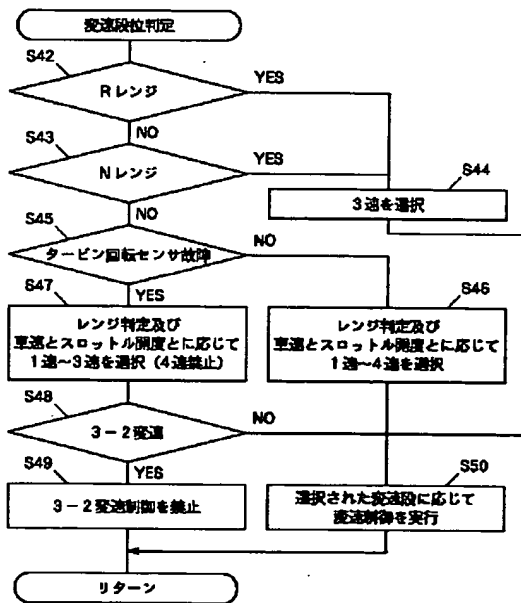 変速段位判定
S42
Rレンジ
YES
NO
S43
Nレンジ
YES
NO
S44
3速を選択
S45
タービン回転センサ故障
NO
YES
S47
レンジ判定及び
車速とスロットル開度とに応じて
1速~3速を選択(4速禁止)
S46
レンジ判定及び
車速とスロットル開度とに応じて
1速~4速を選択
S48
3-2変速
NO
YES
S49
3-2変速制御を禁止
S50
選択された変速段に応じて
変速制御を実行
リターン